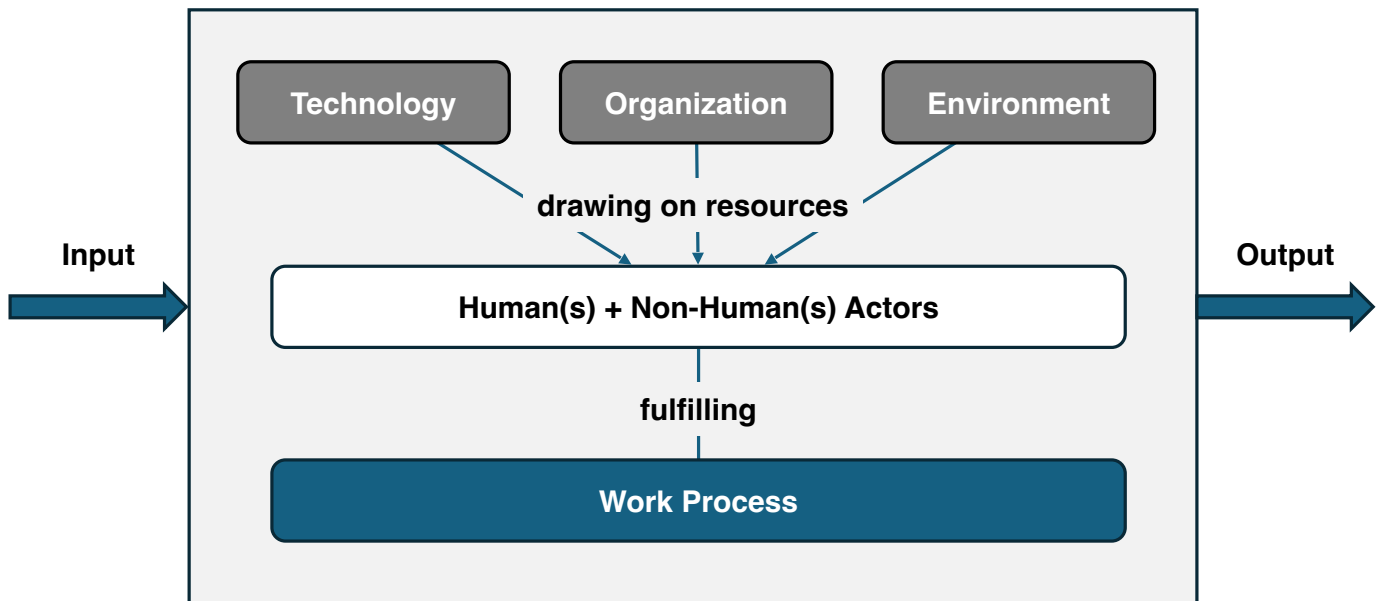 Technology
Organization
Environment
drawing on resources
Input
Output
Human(s) + Non-Human(s) Actors
fulfilling
Work Process